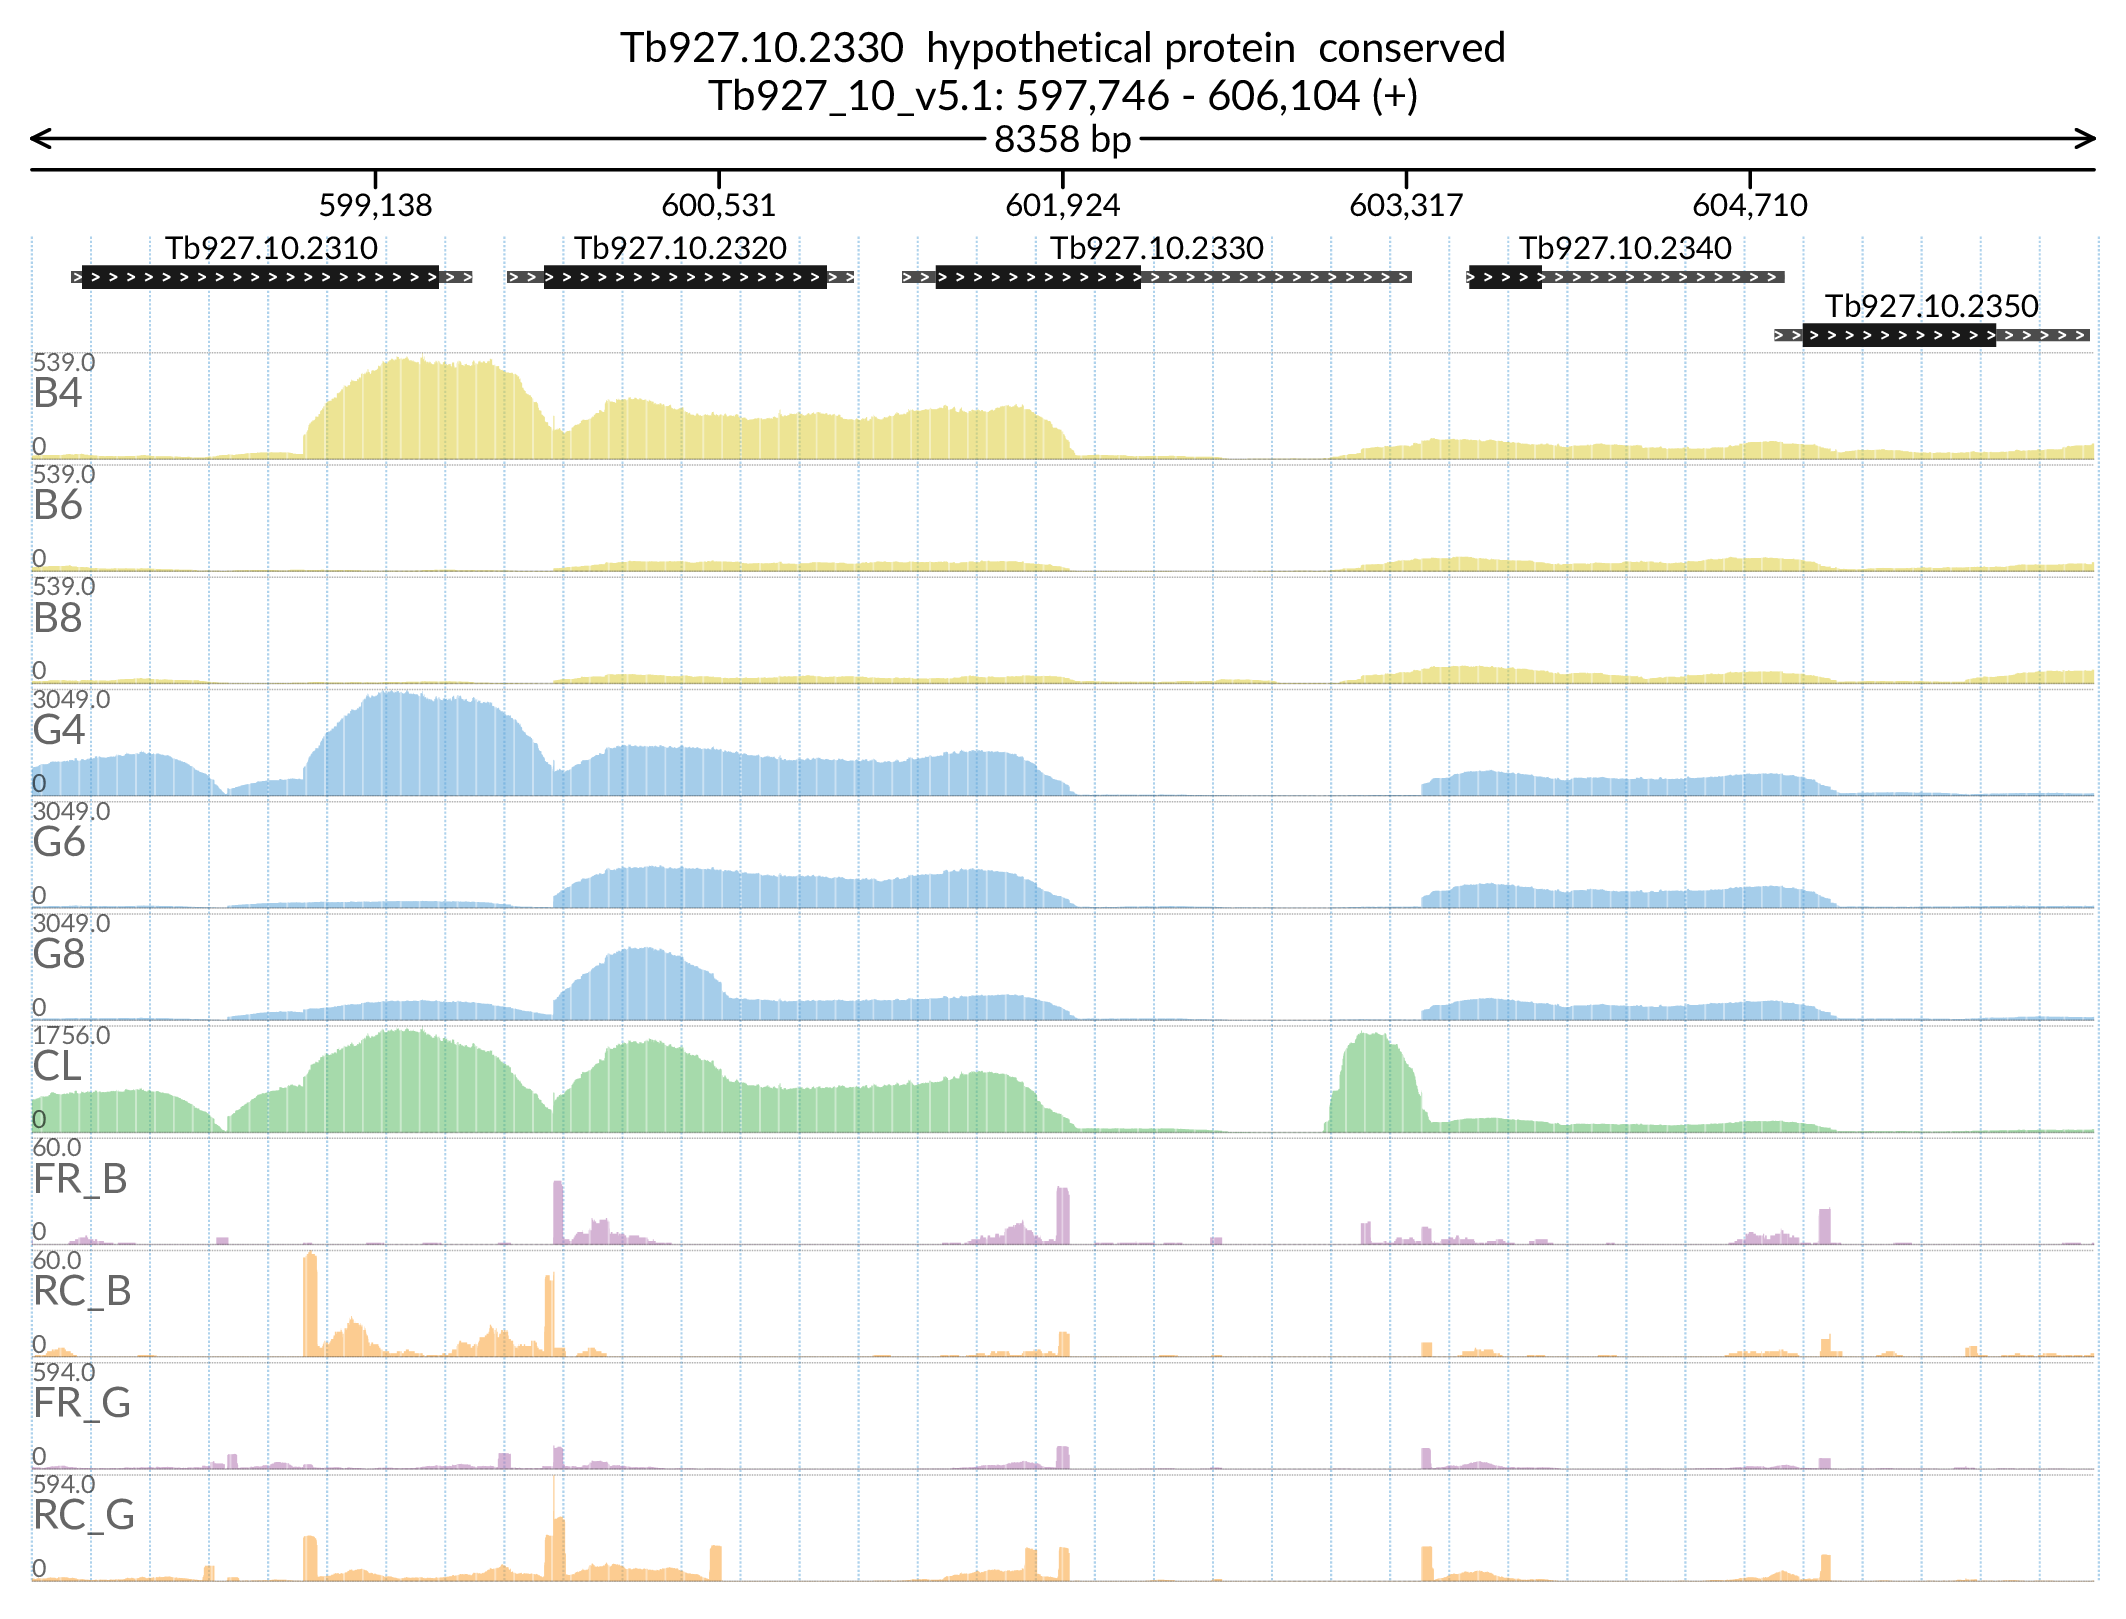 Tb927.10.2330 hypothetical protein conserved
Tb927_10_v5.1: 597,746 - 606,104 (+)
8358 bp
599,138 600,531 601,924 603,317 604,710
Tb927.10.2310 Tb927.10.2320 Tb927.10.2330 Tb927.10.2340
Tb927.10.2350
539.0
B4
0
539.0
B6
0
539.0
B8
0
3049.0
G4
0
3049.0
G6
0
3049.0
G8
0
1756.0
CL
0
60.0
FR_B
0
60.0
RC_B
0
594.0
FR_G
0
594.0
RC_G
0